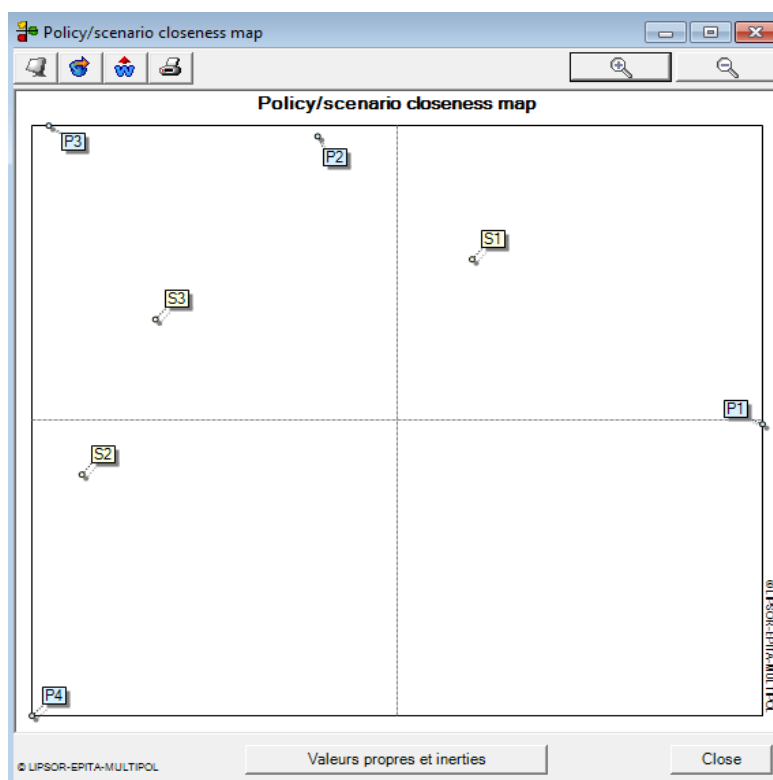 Policy/scenario closeness map
Policy/scenario closeness map
P3
P2
S1
S3
P1
S2
P4
© LIPSOR-EPITA-MULTIPOL
© LIPSOR-EPITA-MULTIPOL
Valeurs propres et inerties
Close